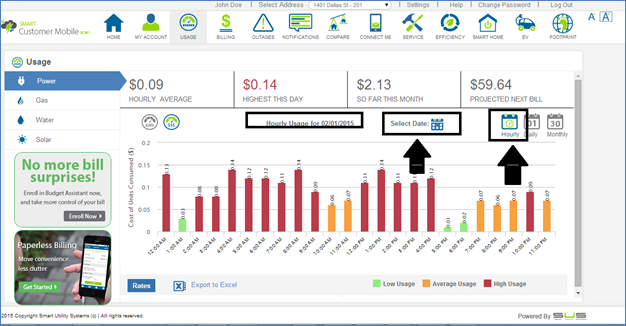 John Doe | Select Address 1401 Dallas St - 201 | Settings | Help | Change Password | Log Out
SMART
Customer Mobile
HOME MY ACCOUNT USAGE BILLING OUTAGES NOTIFICATIONS COMPARE CONNECT ME SERVICE EFFICIENCY SMART HOME EV FOOTPRINT
A A
Usage
Power
Gas
Water
Solar
$0.09 $0.14 $2.13 $59.64
HOURLY AVERAGE HIGHEST THIS DAY SO FAR THIS MONTH PROJECTED NEXT BILL
Hourly Usage for 02/01/2015 Select Date:
01 30
Hourly Daily Monthly
No more bill surprises!
Enroll in Budget Assistant now,
and take more control of your bill
Enroll Now
Paperless Billing
Move convenience
less clutter
Get Started
Cost of Units Consumed ($)
0.2
0.15
0.1
0.05
0
0.13 0.03 0.08 0.08 0.14 0.12 0.12 0.11 0.14 0.09 0.06 0.07 0.11 0.14 0.11 0.11 0.12 0.01 0.02 0.07 0.06 0.07 0.09 0.07
12:00 AM 1:00 AM 2:00 AM 3:00 AM 4:00 AM 5:00 AM 6:00 AM 7:00 AM 8:00 AM 9:00 AM 10:00 AM 11:00 AM 12:00 PM 1:00 PM 2:00 PM 3:00 PM 4:00 PM 5:00 PM 6:00 PM 7:00 PM 8:00 PM 9:00 PM 10:00 PM 11:00 PM
Rates Export to Excel
Low Usage Average Usage High Usage
2015 Copyright Smart Utility Systems (c) | All rights reserved.
Powered By SUS